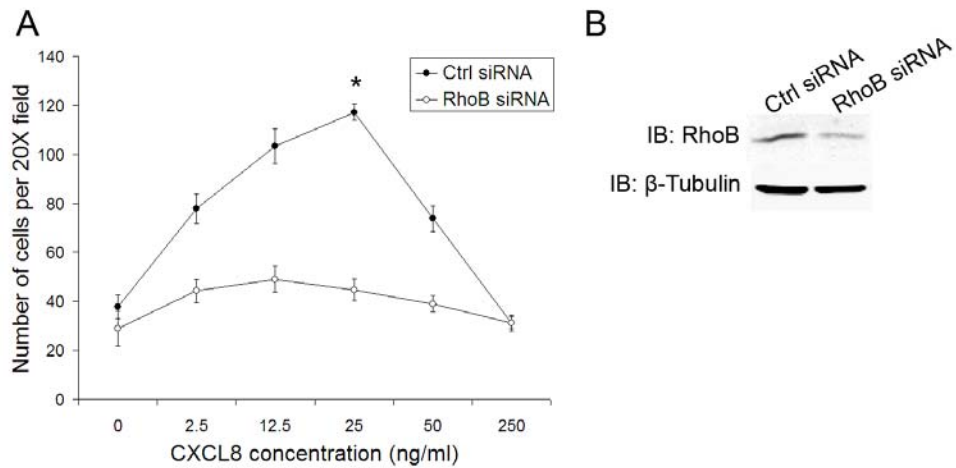 A
140
120
100
80
60
40
20
0
Number of cells per 20X field
*
Ctrl siRNA
RhoB siRNA
0 2.5 12.5 25 50 250
CXCL8 concentration (ng/ml)
B
Ctrl siRNA
RhoB siRNA
IB: RhoB
IB: β-Tubulin